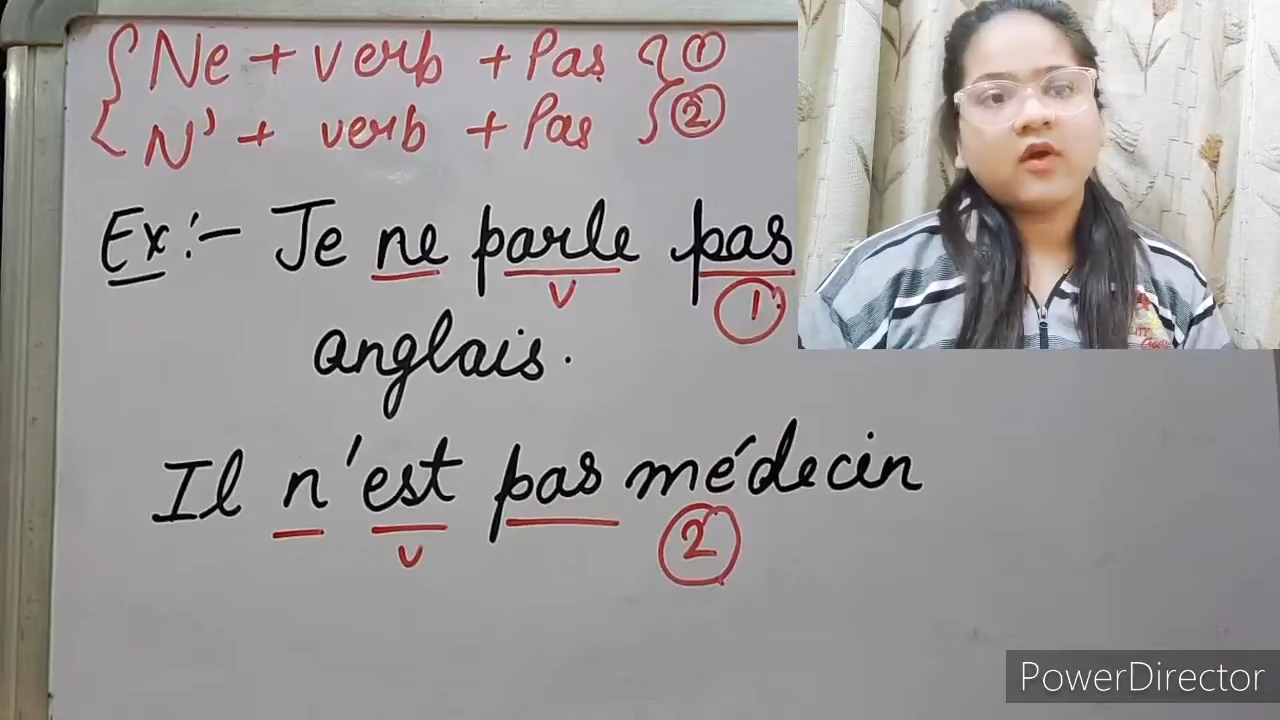 Ne + verb + Pas ①
N' + verb + Pas ②
Ex:- Je ne parle pas
v ①
anglais.
Il n'est pas médecin
v ②
PowerDirector